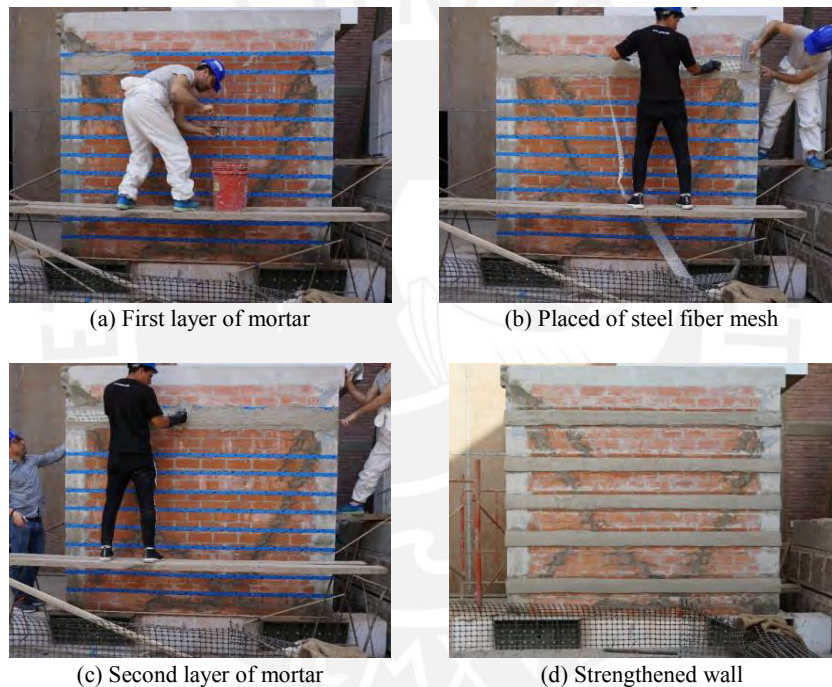 (a) First layer of mortar
(b) Placed of steel fiber mesh
(c) Second layer of mortar
(d) Strengthened wall